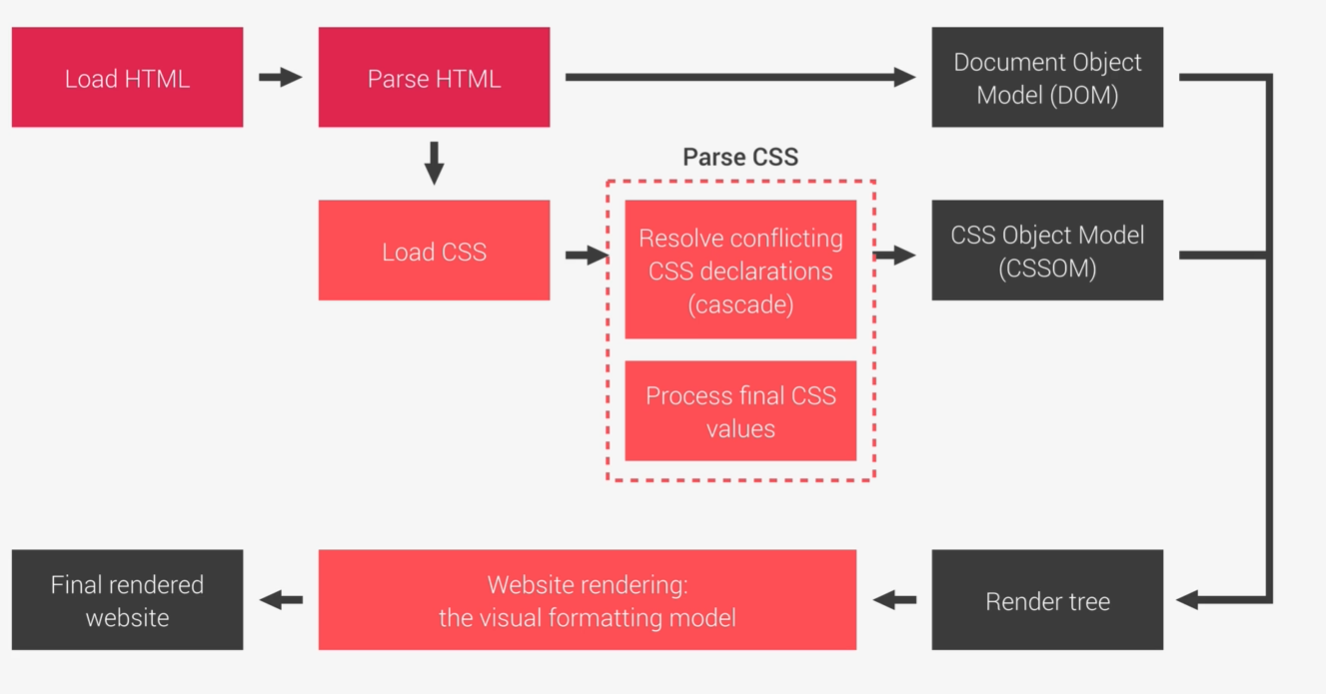 Load HTML
Parse HTML
Document Object
Model (DOM)
Parse CSS
Load CSS
Resolve conflicting
CSS declarations
(cascade)
CSS Object Model
(CSSOM)
Process final CSS
values
Final rendered
website
Website rendering:
the visual formatting model
Render tree